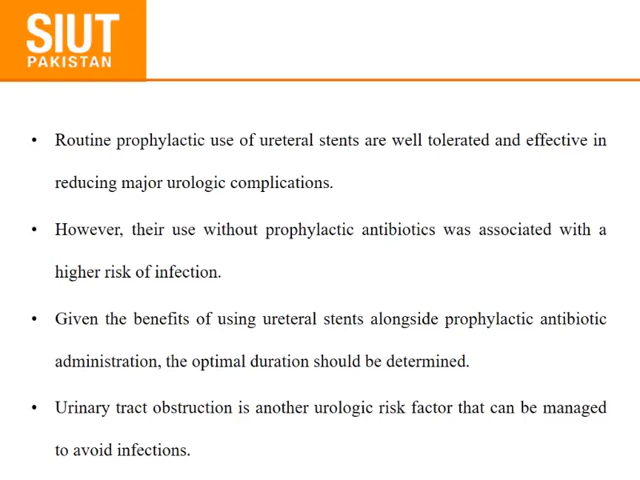 SIUT
PAKISTAN
• Routine prophylactic use of ureteral stents are well tolerated and effective in
reducing major urologic complications.
• However, their use without prophylactic antibiotics was associated with a
higher risk of infection.
• Given the benefits of using ureteral stents alongside prophylactic antibiotic
administration, the optimal duration should be determined.
• Urinary tract obstruction is another urologic risk factor that can be managed
to avoid infections.